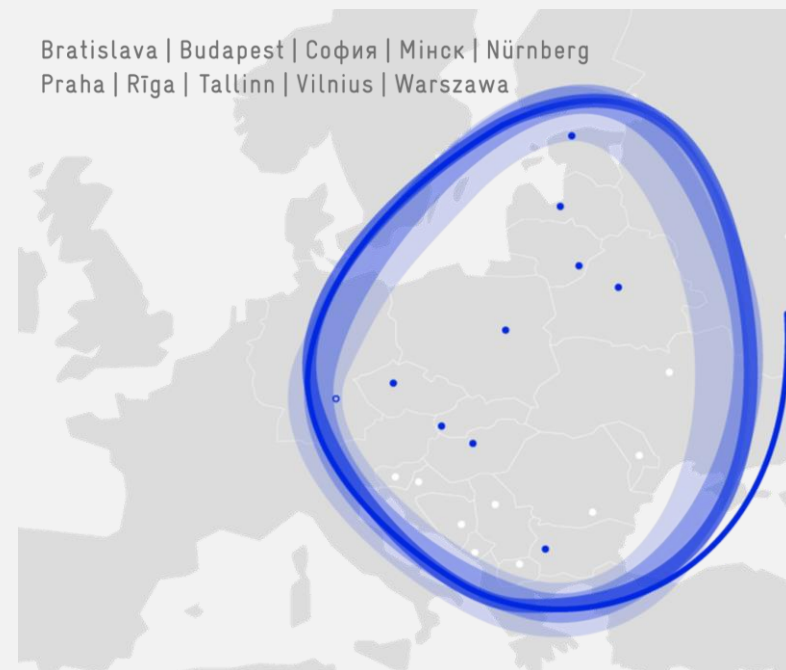 Bratislava | Budapest | София | Мінск | Nürnberg
Praha | Rīga | Tallinn | Vilnius | Warszawa